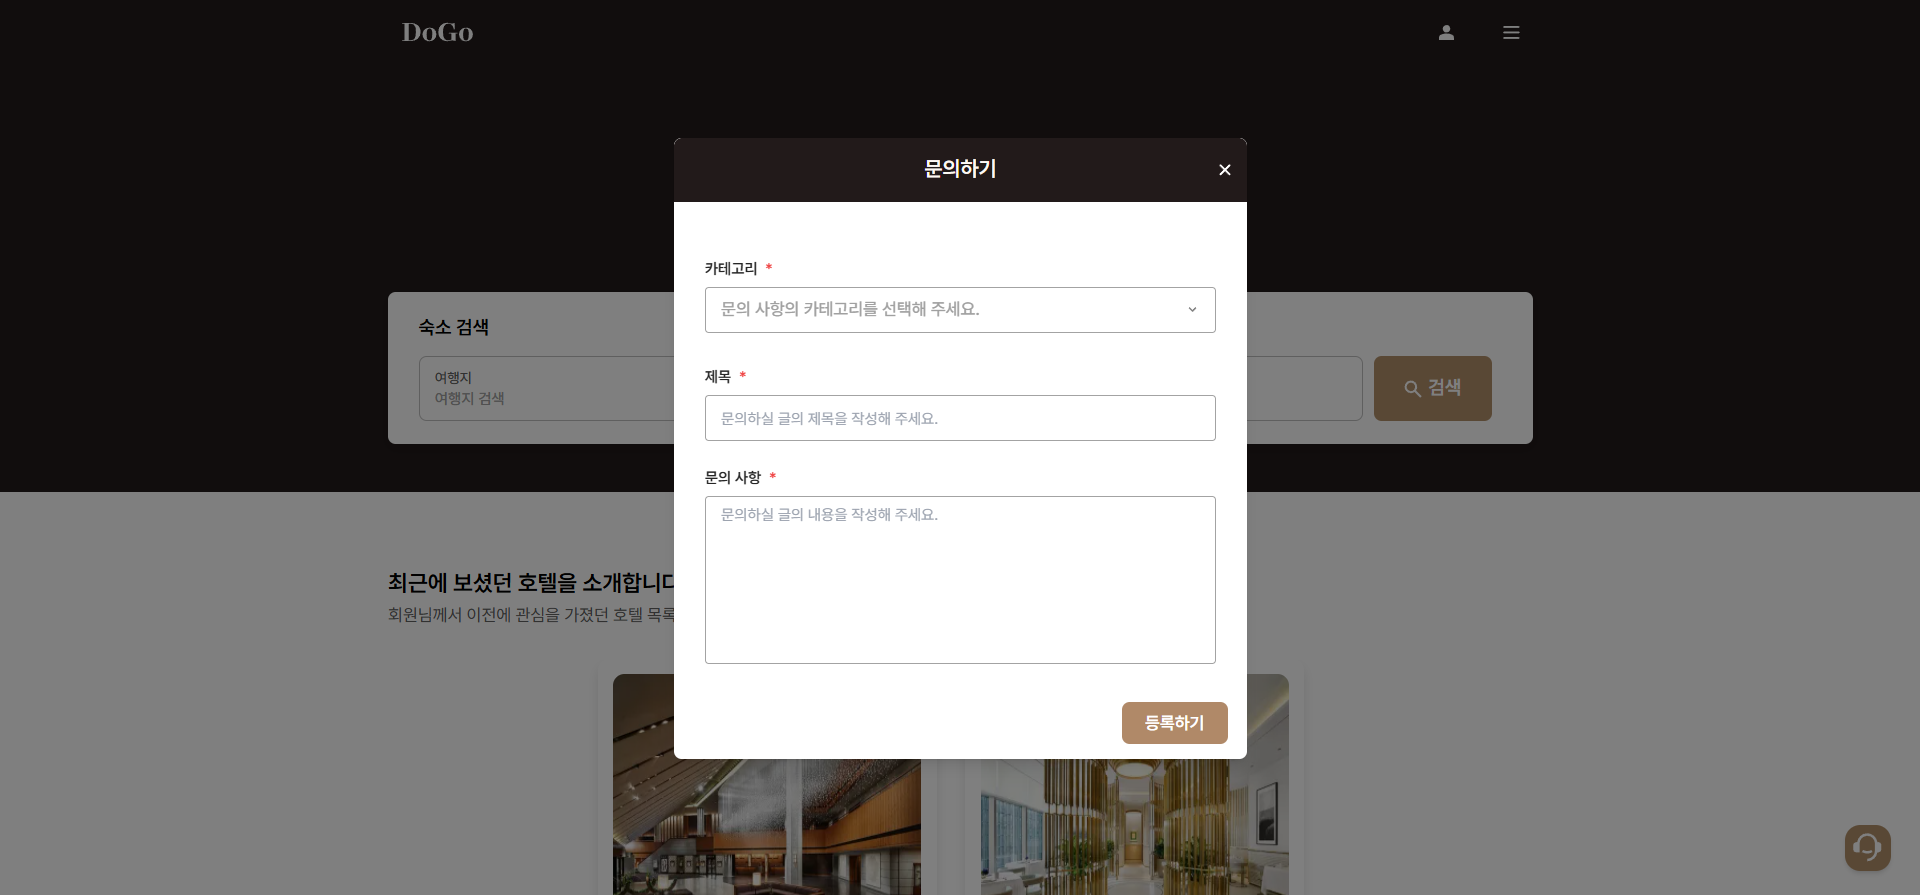 DoGo
문의하기
카테고리 *
문의 사항의 카테고리를 선택해 주세요.
제목 *
문의하실 글의 제목을 작성해 주세요.
문의 사항 *
문의하실 글의 내용을 작성해 주세요.
등록하기
숙소 검색
여행지
여행지 검색
검색
최근에 보셨던 호텔을 소개합니다
회원님께서 이전에 관심을 가졌던 호텔 목록